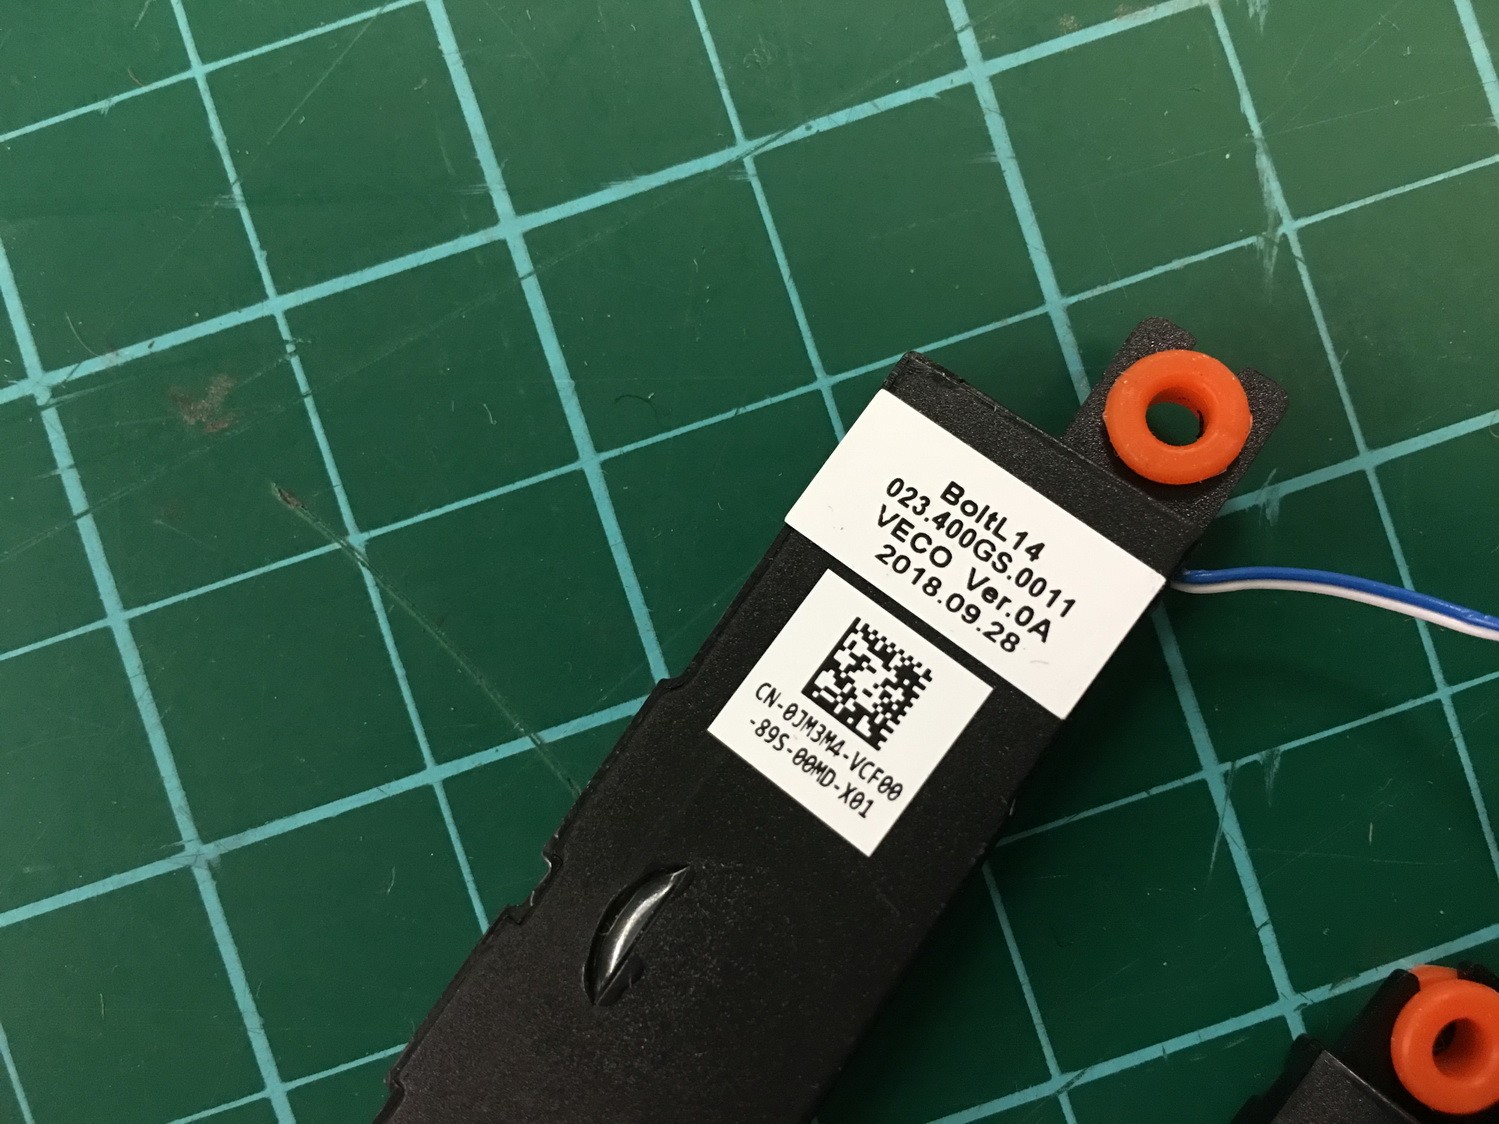 BoltL14
023.400GS.0011
VECO Ver.0A
2018.09.28
CN-0JM3M4-VCF00
-89S-00MD-X01